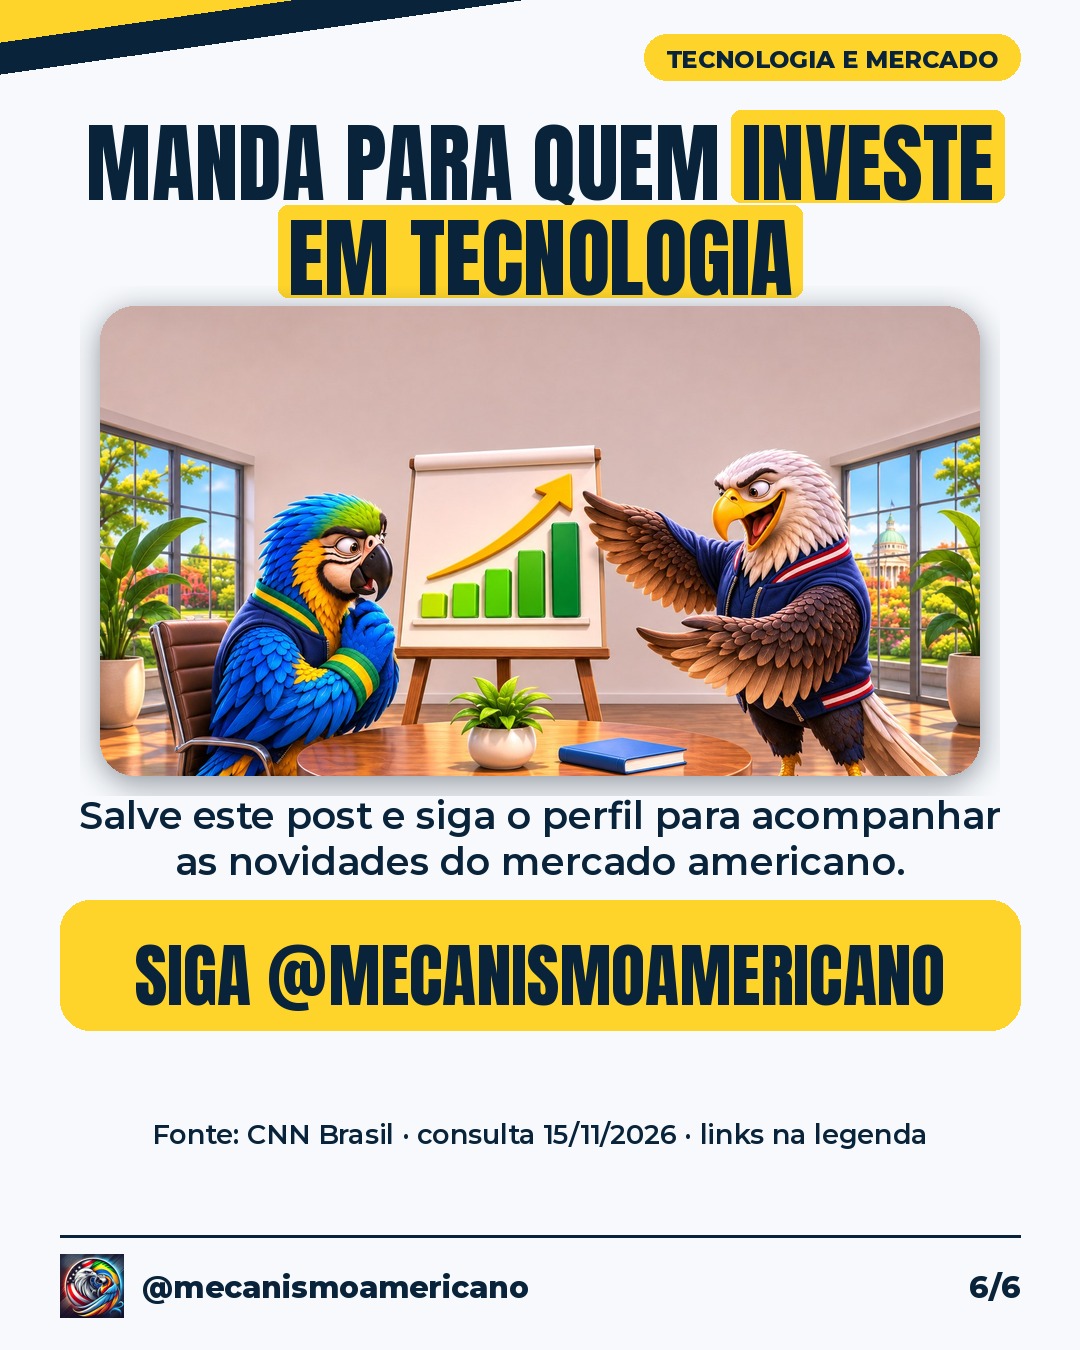 TECNOLOGIA E MERCADO
MANDA PARA QUEM INVESTE
EM TECNOLOGIA
Salve este post e siga o perfil para acompanhar
as novidades do mercado americano.
SIGA @MECANISMOAMERICANO
Fonte: CNN Brasil · consulta 15/11/2026 · links na legenda
@mecanismoamericano
6/6